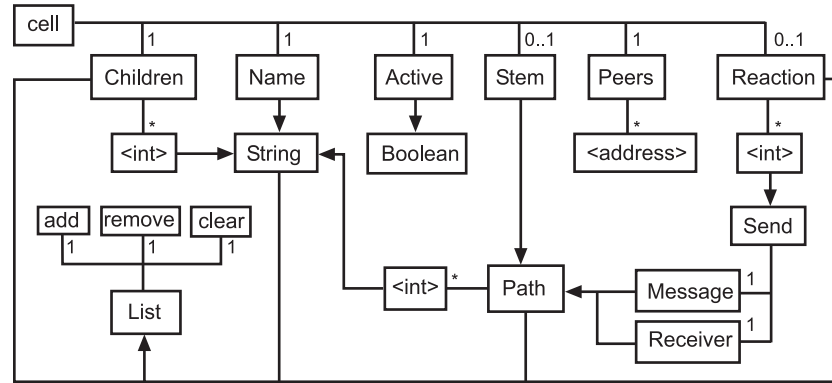 cell
1 1 1 0..1 1 0..1
Children Name Active Stem Peers Reaction
* * *
<int> String Boolean <address> <int>
add remove clear Send
1 1 1
<int> * Path Message 1
List Receiver 1